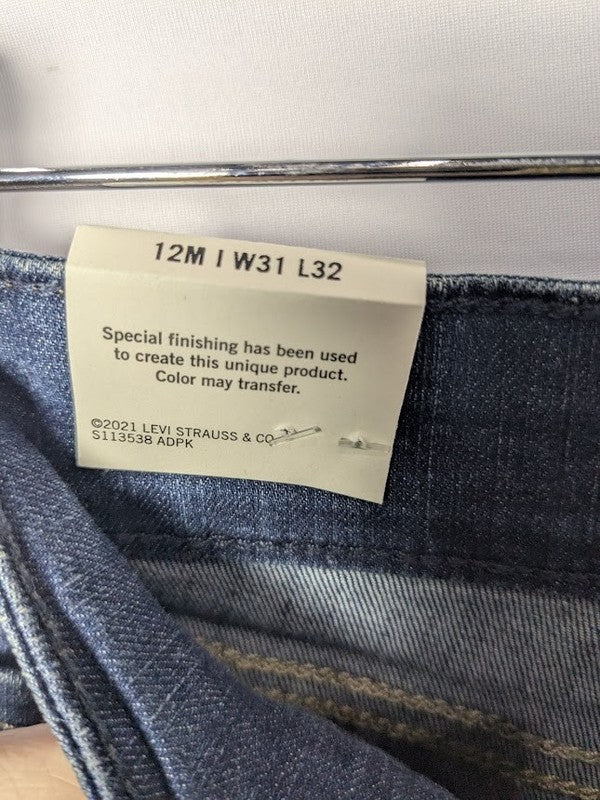 12M I W31 L32
Special finishing has been used
to create this unique product.
Color may transfer.
©2021 LEVI STRAUSS & CO
S113538 ADPK